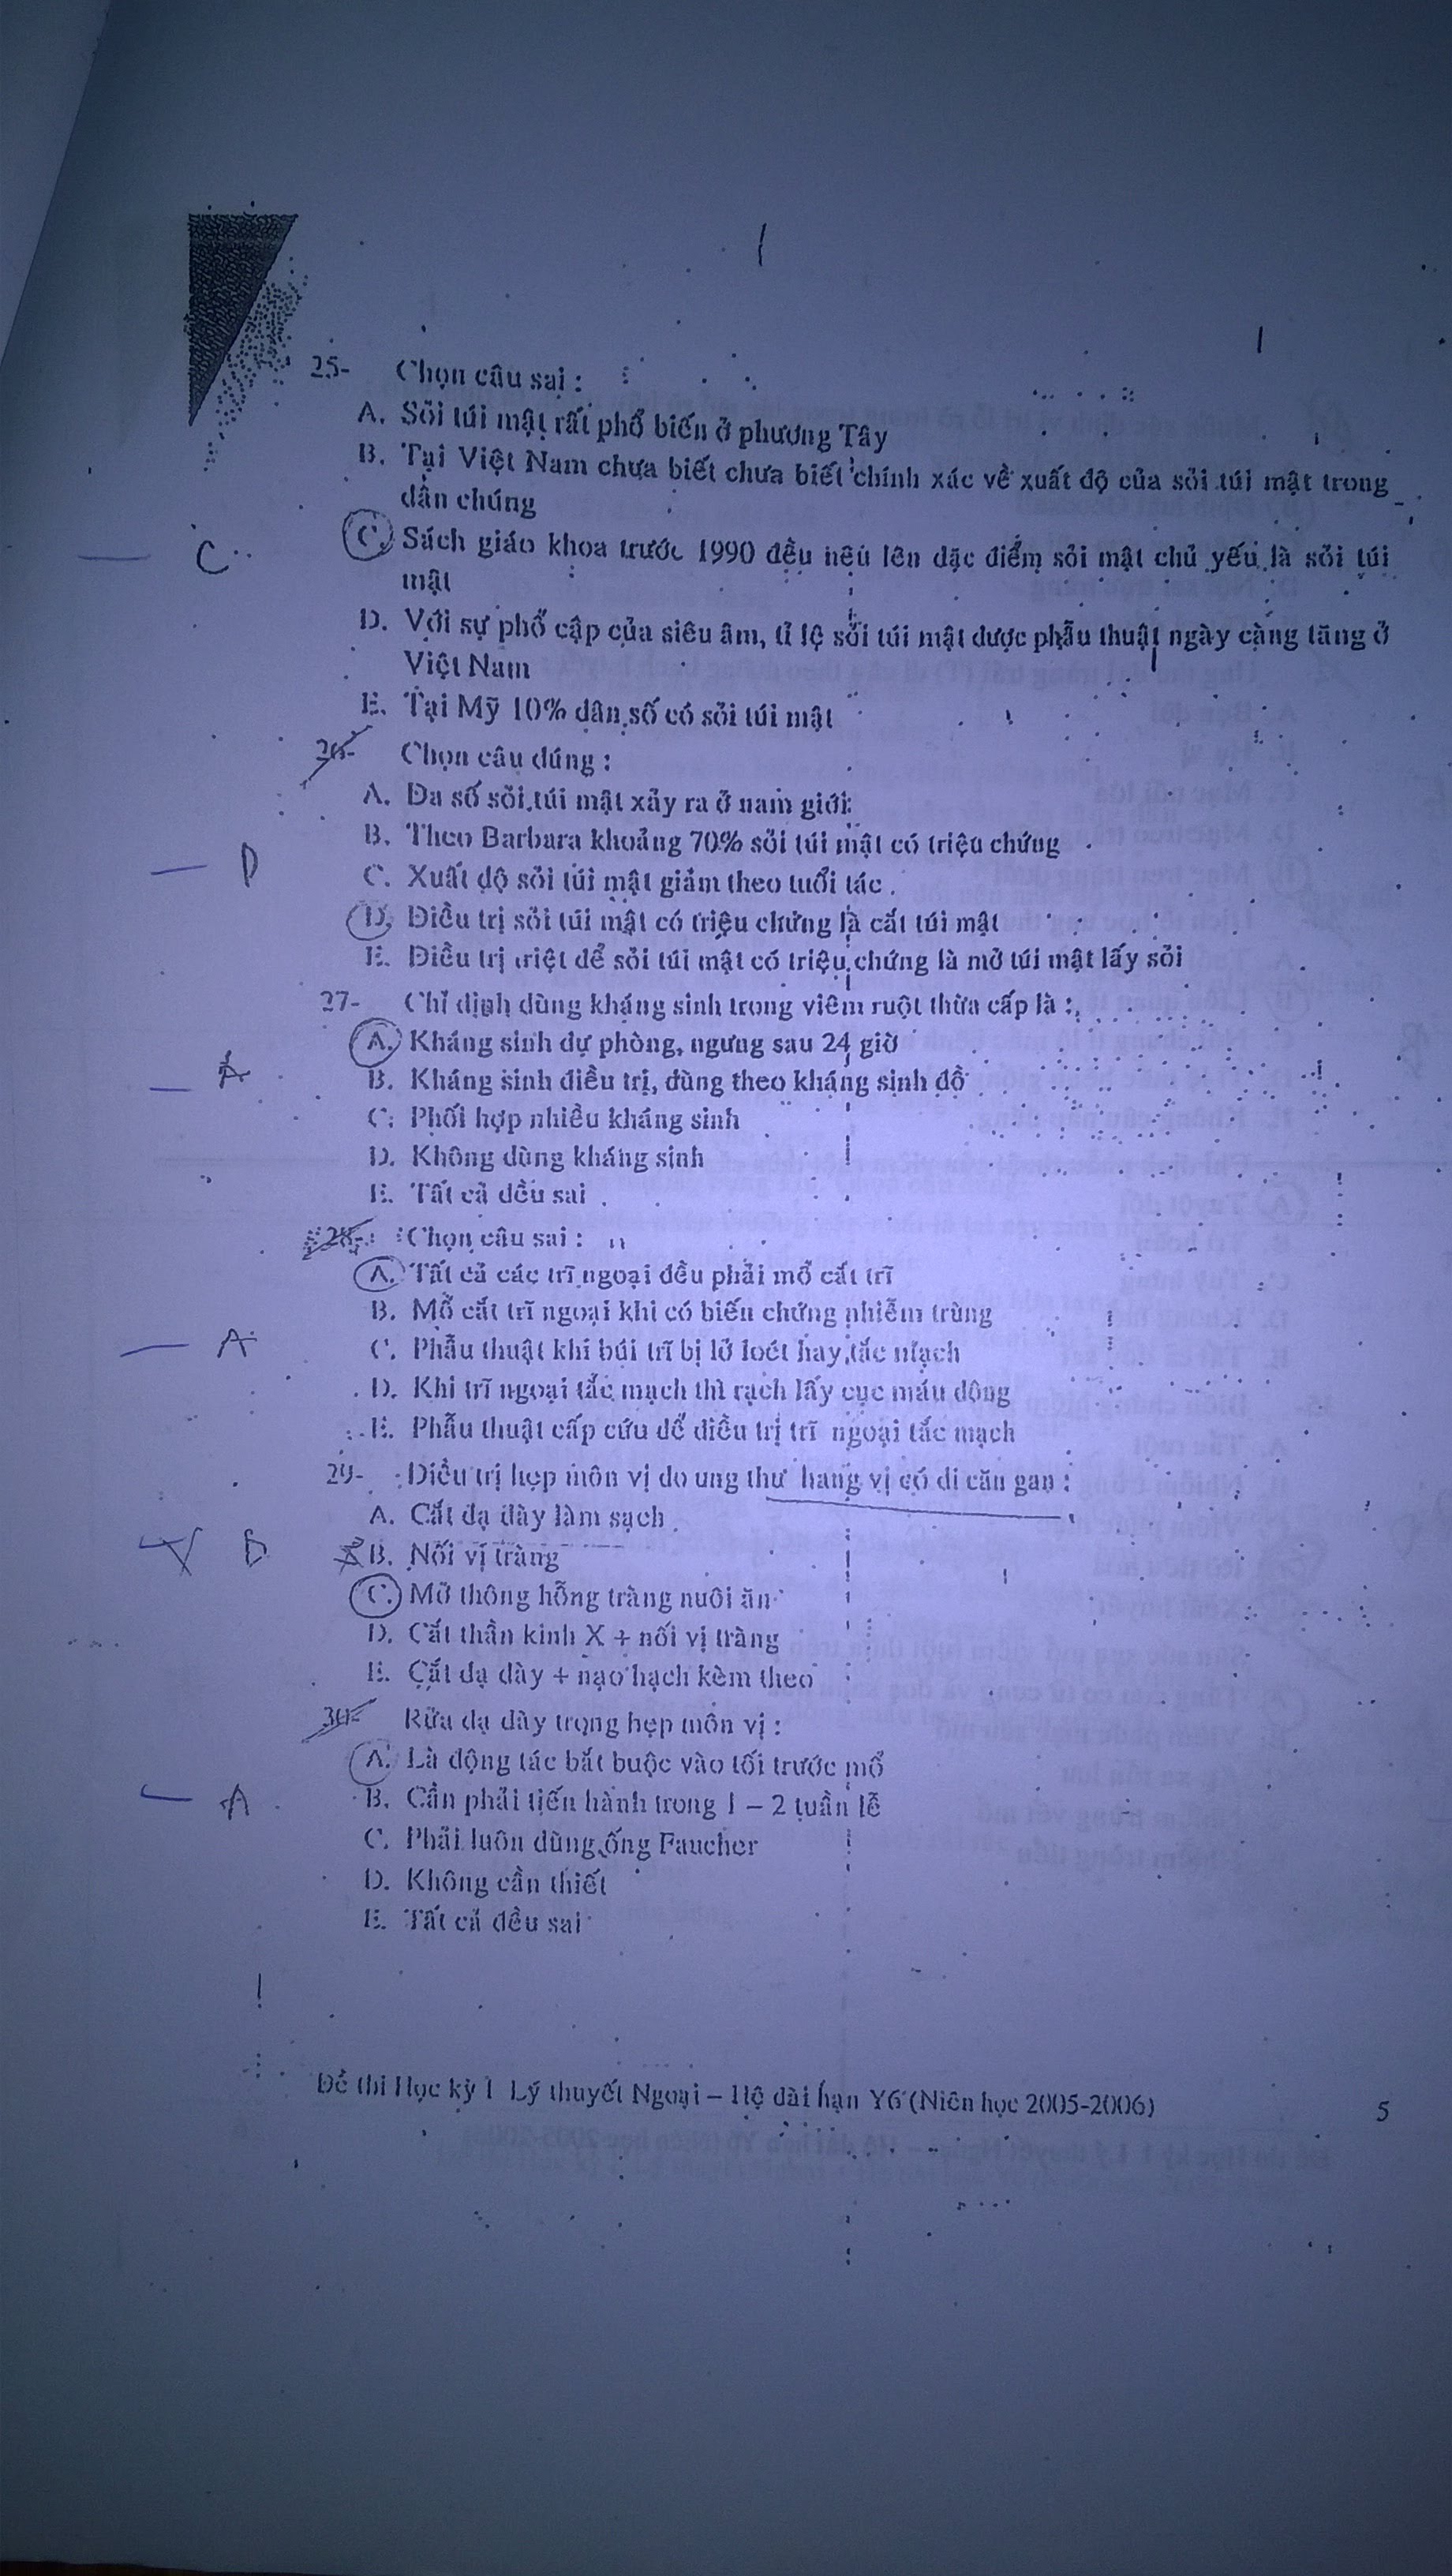 25- Chọn câu sai :
A. Sỏi túi mật rất phổ biến ở phương Tây
B. Tại Việt Nam chưa biết chưa biết chính xác về xuất độ của sỏi túi mật trong
dân chúng
C. Sách giáo khoa trước 1990 đều nêu lên đặc điểm sỏi mật chủ yếu là sỏi túi
C
mật
D. Với sự phổ cập của siêu âm, tỉ lệ sỏi túi mật được phẫu thuật ngày càng tăng ở
Việt Nam
E. Tại Mỹ 10% dân số có sỏi túi mật
26- Chọn câu đúng :
A. Đa số sỏi túi mật xảy ra ở nam giới
B. Theo Barbara khoảng 70% sỏi túi mật có triệu chứng
D
C. Xuất độ sỏi túi mật giảm theo tuổi tác
D. Điều trị sỏi túi mật có triệu chứng là cắt túi mật
E. Điều trị triệt để sỏi túi mật có triệu chứng là mở túi mật lấy sỏi
27- Chỉ định dùng kháng sinh trong viêm ruột thừa cấp là :
A. Kháng sinh dự phòng, ngưng sau 24 giờ
A
B. Kháng sinh điều trị, dùng theo kháng sinh đồ
C. Phối hợp nhiều kháng sinh
D. Không dùng kháng sinh
E. Tất cả đều sai
28- Chọn câu sai :
A. Tất cả các trĩ ngoại đều phải mổ cắt trĩ
B. Mổ cắt trĩ ngoại khi có biến chứng nhiễm trùng
A
C. Phẫu thuật khi búi trĩ bị lở loét hay tắc mạch
D. Khi trĩ ngoại tắc mạch thì rạch lấy cục máu đông
E. Phẫu thuật cấp cứu để điều trị trĩ ngoại tắc mạch
29- Điều trị hẹp môn vị do ung thư hang vị có di căn gan :
A. Cắt dạ dày làm sạch
B
B. Nối vị tràng
C. Mở thông hỗng tràng nuôi ăn
D. Cắt thần kinh X + nối vị tràng
E. Cắt dạ dày + nạo hạch kèm theo
30- Rửa dạ dày trong hẹp môn vị :
A. Là động tác bắt buộc vào tối trước mổ
A
B. Cần phải tiến hành trong 1 – 2 tuần lễ
C. Phải luôn dùng ống Faucher
D. Không cần thiết
E. Tất cả đều sai
Đề thi Học kỳ 1 Lý thuyết Ngoại – Hệ dài hạn Y6 (Niên học 2005-2006)
5